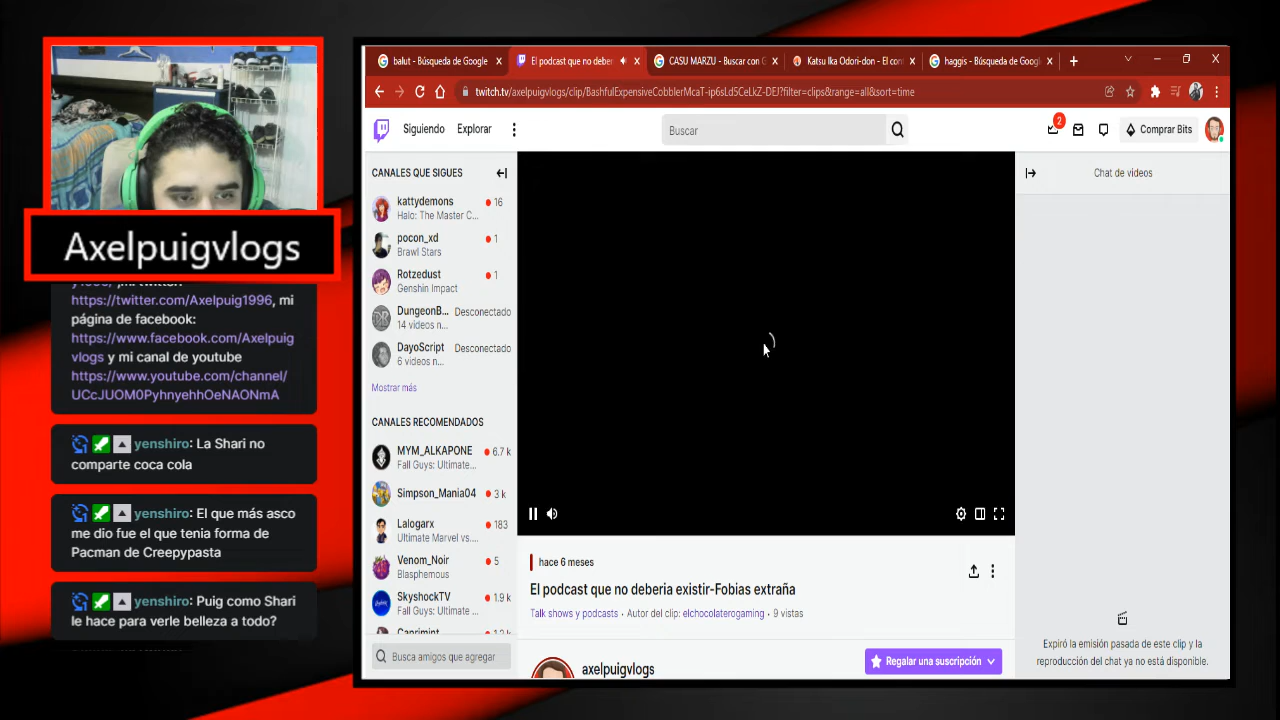 balut - Búsqueda de Google
El podcast que no deber
CASU MARZU - Buscar con G
Katsu Ika Odori-don - El cont
haggis - Búsqueda de Google
twitch.tv/axelpuigvlogs/clip/BashfulExpensiveCobblerMcaT-ip6sLdSCeLkZ-DEJ?filter=clips&range=all&sort=time
Siguiendo
Explorar
Buscar
2
Comprar Bits
CANALES QUE SIGUES
kattydemons
16
Halo: The Master C...
pocon_xd
1
Brawl Stars
Rotzedust
1
Genshin Impact
DungeonB...
Desconectado
14 videos n...
DayoScript
Desconectado
6 videos n...
Mostrar más
CANALES RECOMENDADOS
MYM_ALKAPONE
6.7 k
Fall Guys: Ultimate...
Simpson_Mania04
3 k
Lalogarx
183
Ultimate Marvel vs....
Venom_Noir
5
Blasphemous
SkyshockTV
1.9 k
Fall Guys: Ultimate...
Busca amigos que agregar
hace 6 meses
El podcast que no deberia existir-Fobias extraña
Talk shows y podcasts • Autor del clip: elchocolaterogaming • 9 vistas
axelpuigvlogs
Regalar una suscripción
Chat de videos
Expiró la emisión pasada de este clip y la
reproducción del chat ya no está disponible.
Axelpuigvlogs
https://twitter.com/Axelpuig1996, mi
página de facebook:
https://www.facebook.com/Axelpuig
vlogs y mi canal de youtube
https://www.youtube.com/channel/
UCcJUOM0PyhnyehhOeNAONmA
yenshiro: La Shari no
comparte coca cola
yenshiro: El que más asco
me dio fue el que tenia forma de
Pacman de Creepypasta
yenshiro: Puig como Shari
le hace para verle belleza a todo?